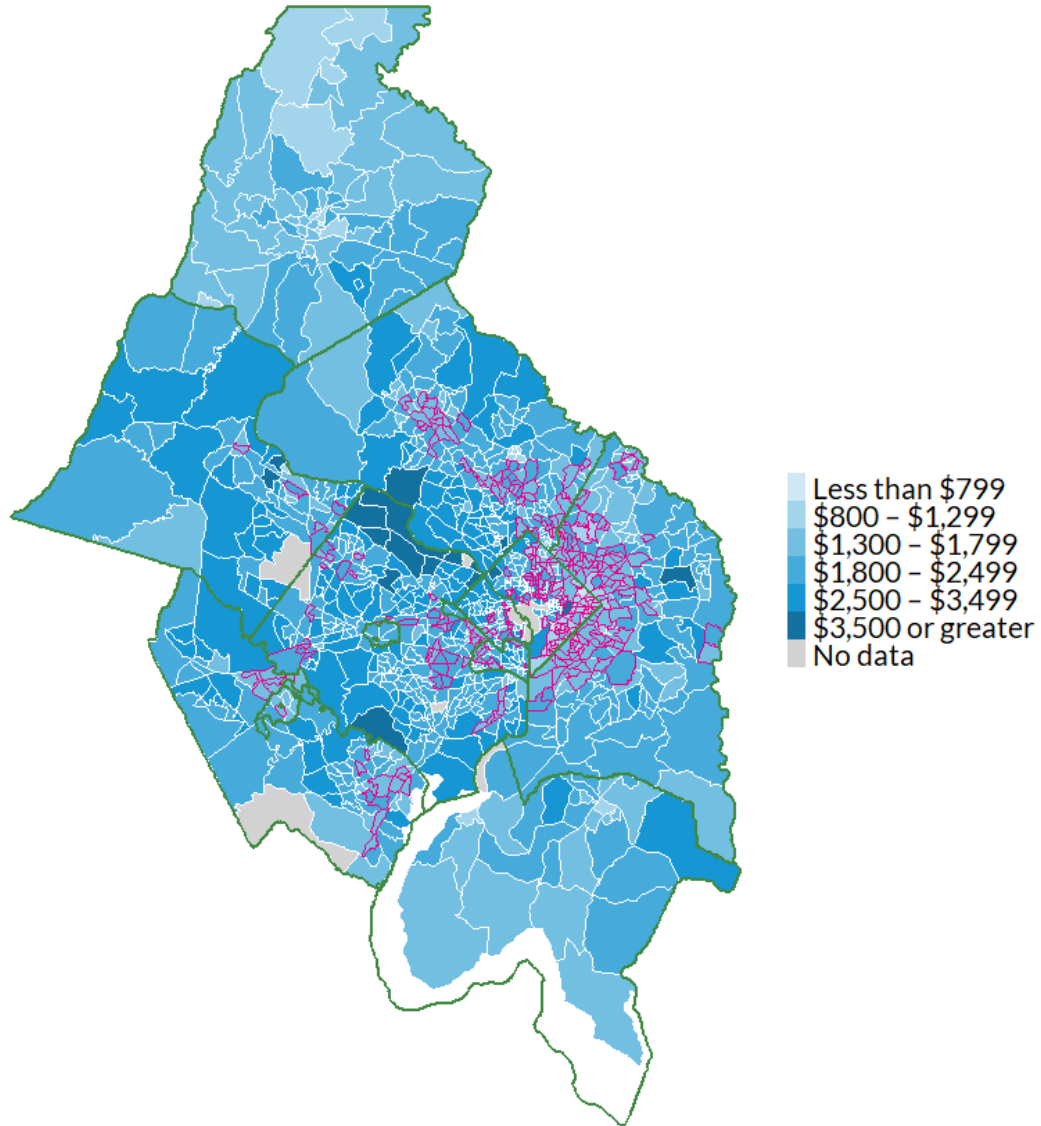 Less than $799
$800 – $1,299
$1,300 – $1,799
$1,800 – $2,499
$2,500 – $3,499
$3,500 or greater
No data